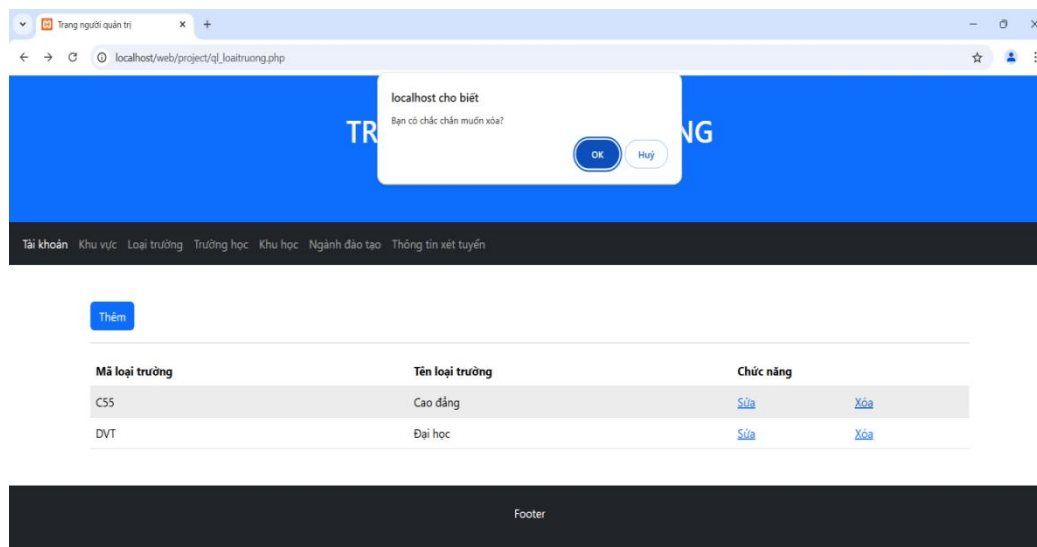 Trang người quản trị
localhost/web/project/ql_loaitruong.php
localhost cho biết
Bạn có chắc chắn muốn xóa?
OK Huỷ
TR NG
Tài khoản Khu vực Loại trường Trường học Khu học Ngành đào tạo Thông tin xét tuyển
Thêm
Mã loại trường Tên loại trường Chức năng
C55 Cao đẳng Sửa Xóa
DVT Đại học Sửa Xóa
Footer